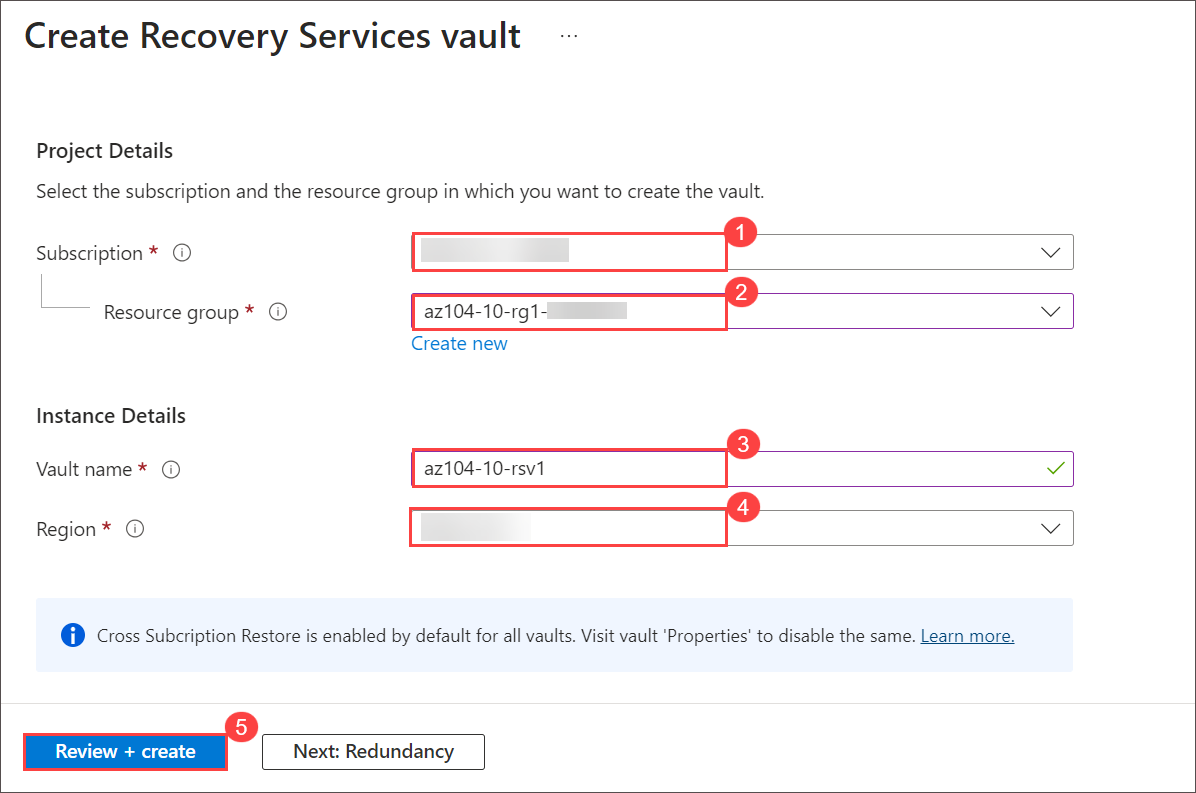 Create Recovery Services vault ...
Project Details
Select the subscription and the resource group in which you want to create the vault.
Subscription * 1
Resource group * az104-10-rg1- 2
Create new
Instance Details
Vault name * az104-10-rsv1 3
Region * 4
Cross Subcription Restore is enabled by default for all vaults. Visit vault 'Properties' to disable the same. Learn more.
Review + create 5 Next: Redundancy